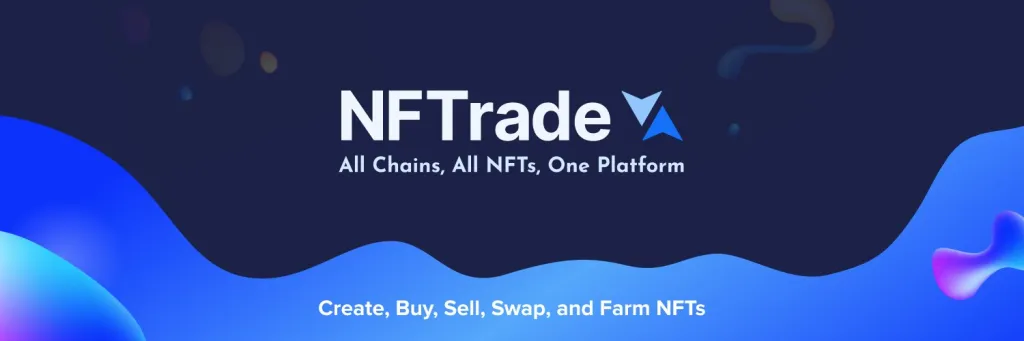 NFTrade
All Chains, All NFTs, One Platform
Create, Buy, Sell, Swap, and Farm NFTs